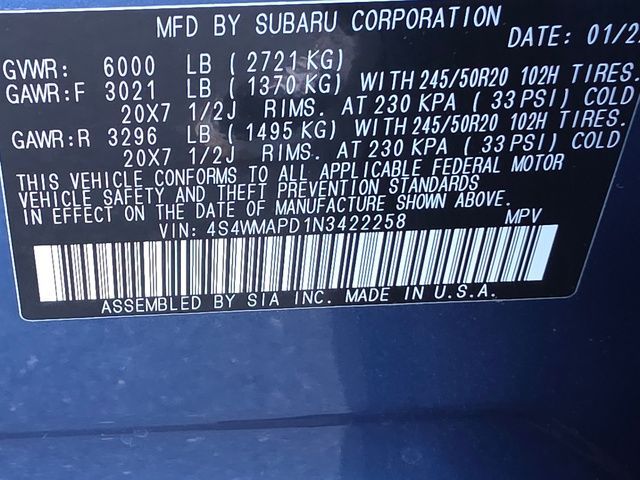 MFD BY SUBARU CORPORATION
DATE: 01/2
GVWR: 6000 LB ( 2721 KG)
GAWR:F 3021 LB ( 1370 KG) WITH 245/50R20 102H TIRES.
20X7 1/2J RIMS. AT 230 KPA ( 33 PSI) COLD
GAWR:R 3296 LB ( 1495 KG) WITH 245/50R20 102H TIRES.
20X7 1/2J RIMS. AT 230 KPA ( 33 PSI) COLD
THIS VEHICLE CONFORMS TO ALL APPLICABLE FEDERAL MOTOR
VEHICLE SAFETY AND THEFT PREVENTION STANDARDS
IN EFFECT ON THE DATE OF MANUFACTURE SHOWN ABOVE.
VIN: 4S4WMAPD1N3422258 MPV
ASSEMBLED BY SIA INC. MADE IN U.S.A.